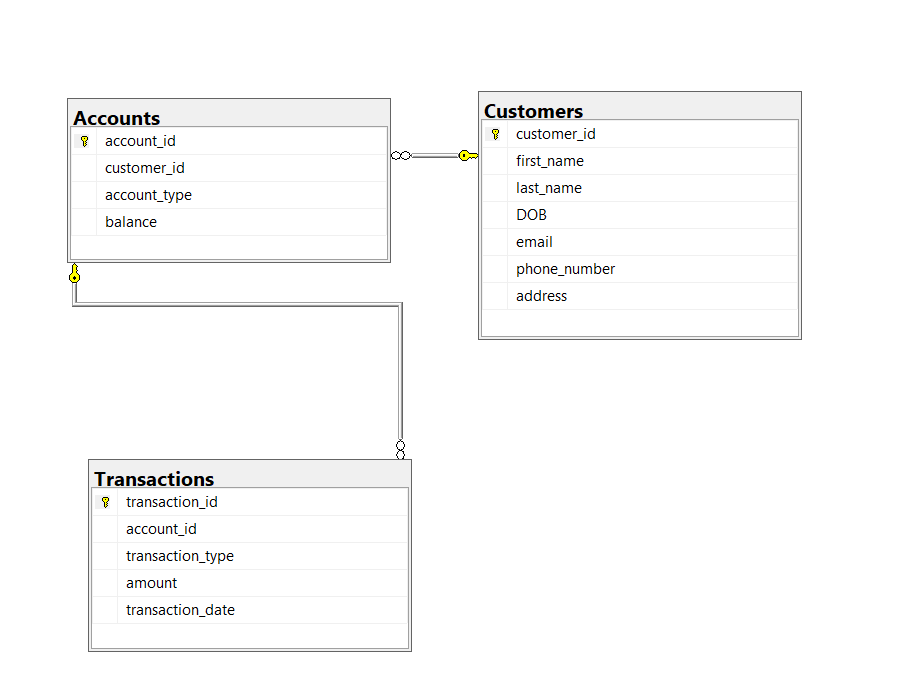 Accounts
account_id
customer_id
account_type
balance
Customers
customer_id
first_name
last_name
DOB
email
phone_number
address
Transactions
transaction_id
account_id
transaction_type
amount
transaction_date